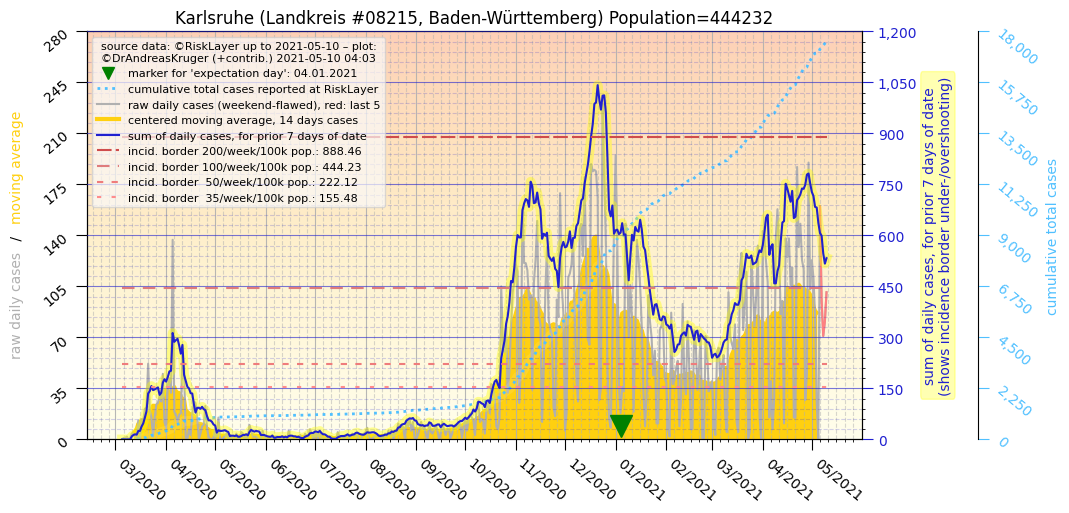 Karlsruhe (Landkreis #08215, Baden-Württemberg) Population=444232
source data: ©RiskLayer up to 2021-05-10 – plot:
©DrAndreasKruger (+contrib.) 2021-05-10 04:03
marker for 'expectation day': 04.01.2021
cumulative total cases reported at RiskLayer
raw daily cases (weekend-flawed), red: last 5
centered moving average, 14 days cases
sum of daily cases, for prior 7 days of date
incid. border 200/week/100k pop.: 888.46
incid. border 100/week/100k pop.: 444.23
incid. border  50/week/100k pop.: 222.12
incid. border  35/week/100k pop.: 155.48
raw daily cases / moving average
280
245
210
175
140
105
70
35
0
1,200
1,050
900
750
600
450
300
150
0
sum of daily cases, for prior 7 days of date
(shows incidence border under-/overshooting)
18,000
15,750
13,500
11,250
9,000
6,750
4,500
2,250
0
cumulative total cases
03/2020
04/2020
05/2020
06/2020
07/2020
08/2020
09/2020
10/2020
11/2020
12/2020
01/2021
02/2021
03/2021
04/2021
05/2021